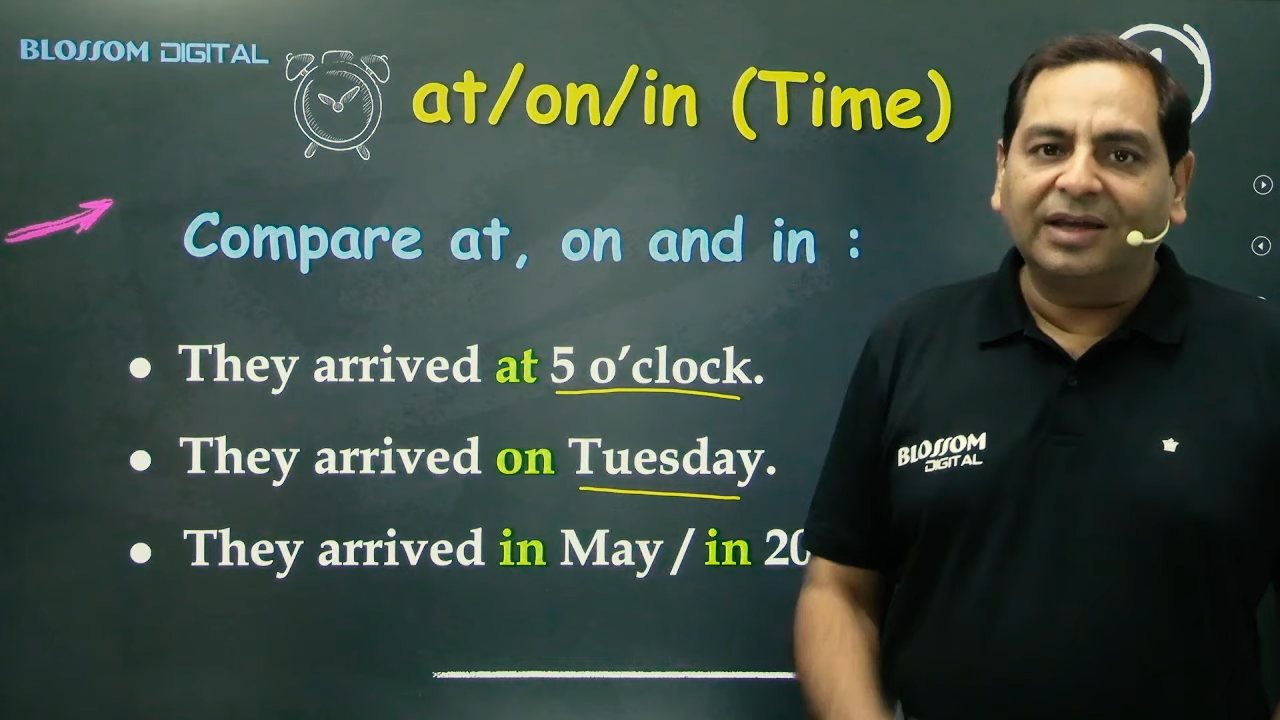 BLOSSOM DIGITAL
at/on/in (Time)
Compare at, on and in :
• They arrived at 5 o’clock.
• They arrived on Tuesday.
• They arrived in May / in
BLOSSOM
DIGITAL